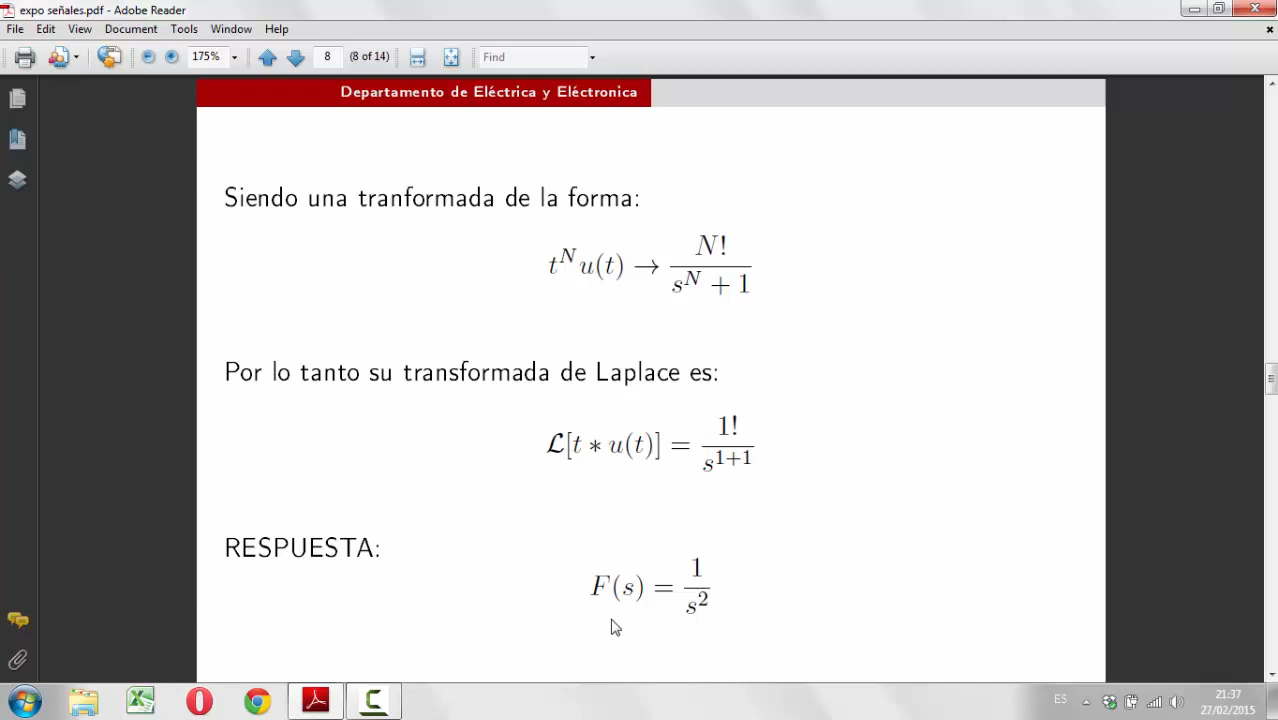 expo señales.pdf - Adobe Reader
File Edit View Document Tools Window Help
175% 8 (8 of 14) Find
Departamento de Eléctrica y Eléctronica
Siendo una tranformada de la forma:
t^N u(t) → N! / s^N + 1
Por lo tanto su transformada de Laplace es:
ℒ[t ∗ u(t)] = 1! / s^{1+1}
RESPUESTA:
F(s) = 1 / s^2
ES 21:37
27/02/2015